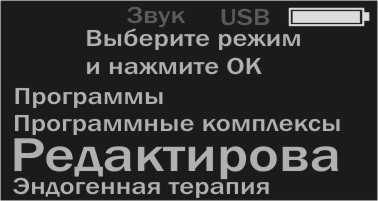 Звук USB
Выберите режим
и нажмите ОК
Программы
Программные комплексы
Редактирова
Эндогенная терапия